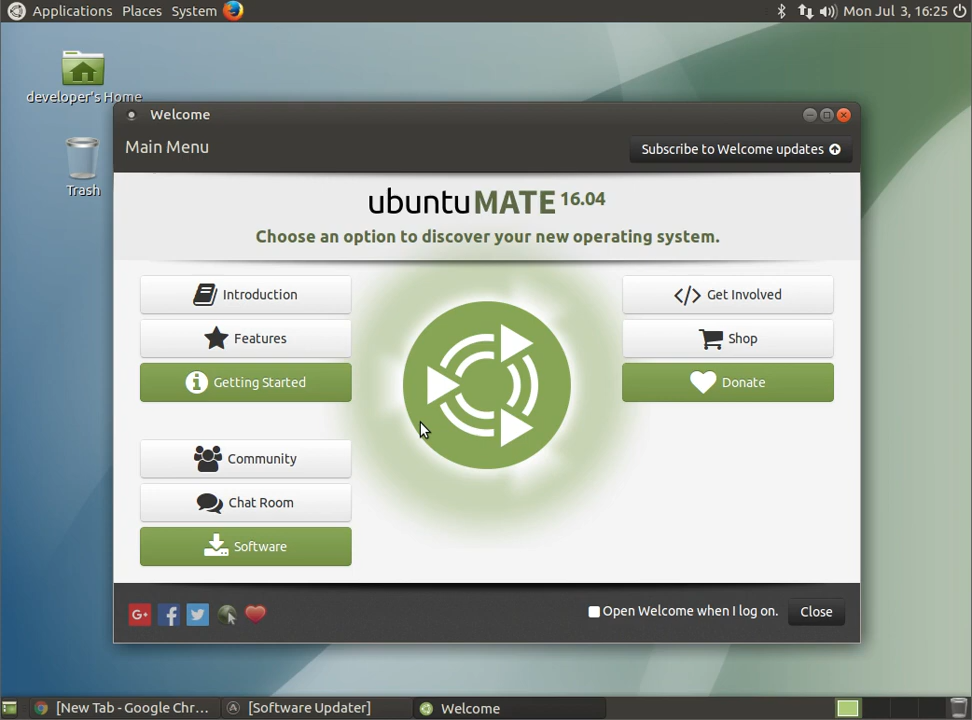 Applications Places System Mon Jul 3, 16:25
developer's Home
Trash
Welcome
Main Menu
Subscribe to Welcome updates
ubuntuMATE 16.04
Choose an option to discover your new operating system.
Introduction
Features
Getting Started
Community
Chat Room
Software
Get Involved
Shop
Donate
G+
Open Welcome when I log on.
Close
[New Tab - Google Chr... [Software Updater] Welcome